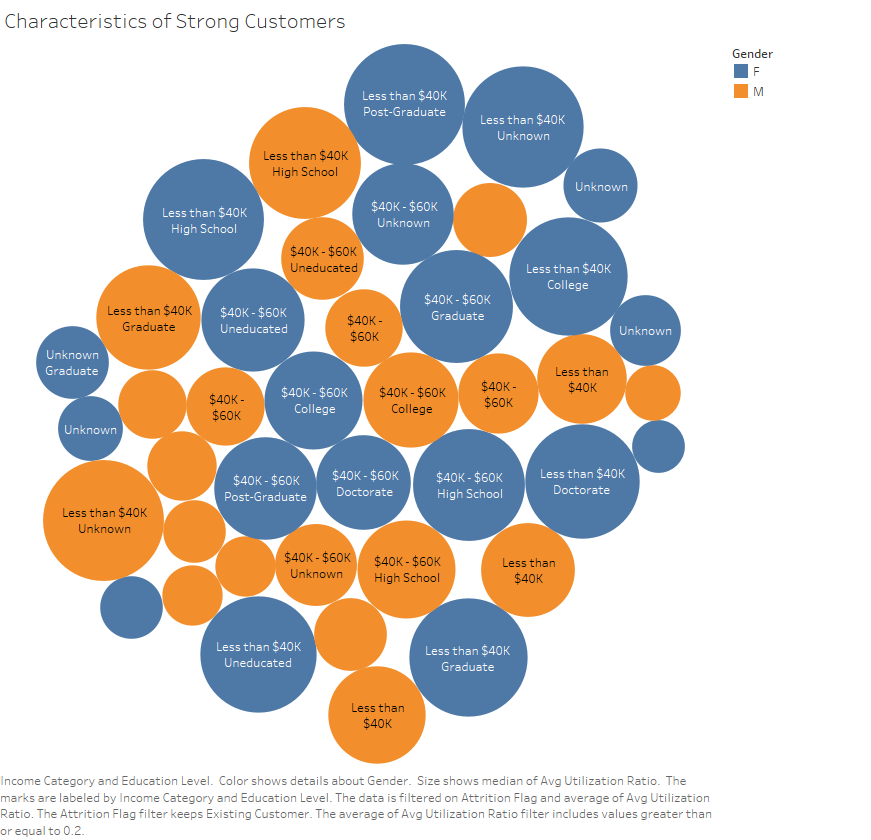 Characteristics of Strong Customers
Gender
F
M
Less than $40K
Post-Graduate
Less than $40K
Unknown
Less than $40K
High School
Unknown
Less than $40K
High School
$40K - $60K
Unknown
$40K - $60K
Uneducated
Less than $40K
College
Less than $40K
Graduate
$40K - $60K
Uneducated
$40K -
$60K
$40K - $60K
Graduate
Unknown
Unknown
Graduate
$40K -
$60K
$40K - $60K
College
$40K - $60K
College
$40K -
$60K
Less than
$40K
Unknown
Less than $40K
Unknown
$40K - $60K
Post-Graduate
$40K - $60K
Doctorate
$40K - $60K
High School
Less than $40K
Doctorate
$40K - $60K
Unknown
$40K - $60K
High School
Less than
$40K
Less than $40K
Uneducated
Less than $40K
Graduate
Less than
$40K
Income Category and Education Level.  Color shows details about Gender.  Size shows median of Avg Utilization Ratio.  The
marks are labeled by Income Category and Education Level. The data is filtered on Attrition Flag and average of Avg Utilization
Ratio. The Attrition Flag filter keeps Existing Customer. The average of Avg Utilization Ratio filter includes values greater than
or equal to 0.2.